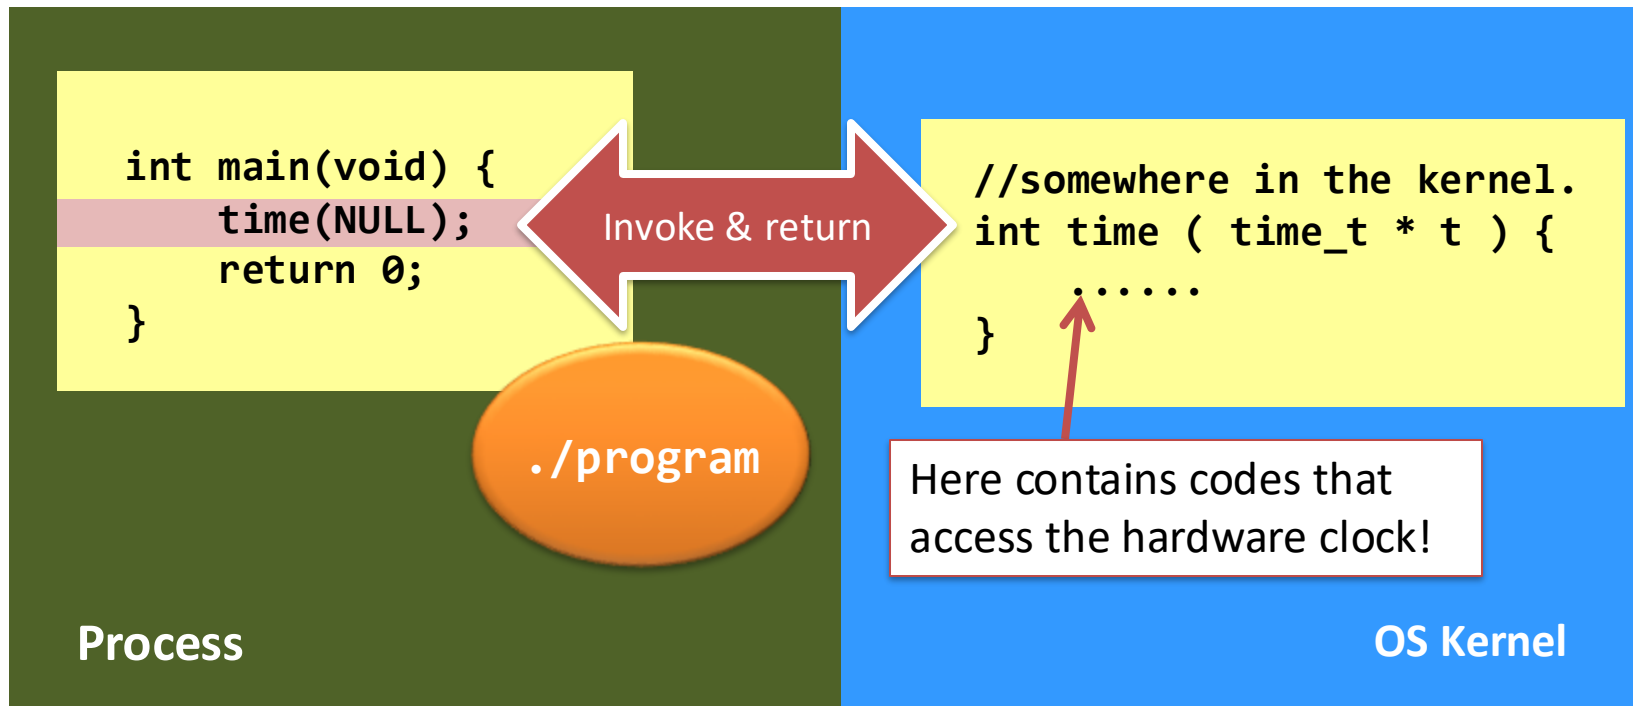 int main(void) {
time(NULL);
return 0;
}
Invoke & return
./program
Process
//somewhere in the kernel.
int time ( time_t * t ) {
......
}
Here contains codes that
access the hardware clock!
OS Kernel